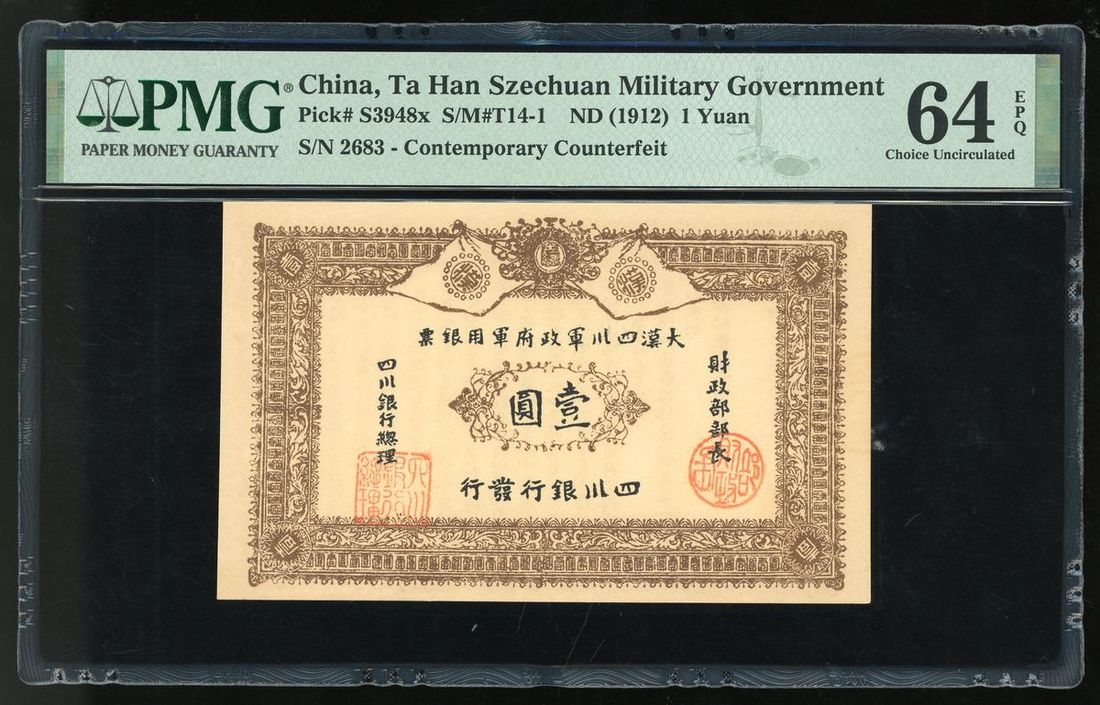 PMG®
PAPER MONEY GUARANTY
China, Ta Han Szechuan Military Government
Pick# S3948x S/M#T14-1 ND (1912) 1 Yuan
S/N 2683 - Contemporary Counterfeit
64
EPQ
Choice Uncirculated
漢
大漢四川軍政府軍用銀票
財政部部長
壹圓
四川銀行總理
四川銀行發行